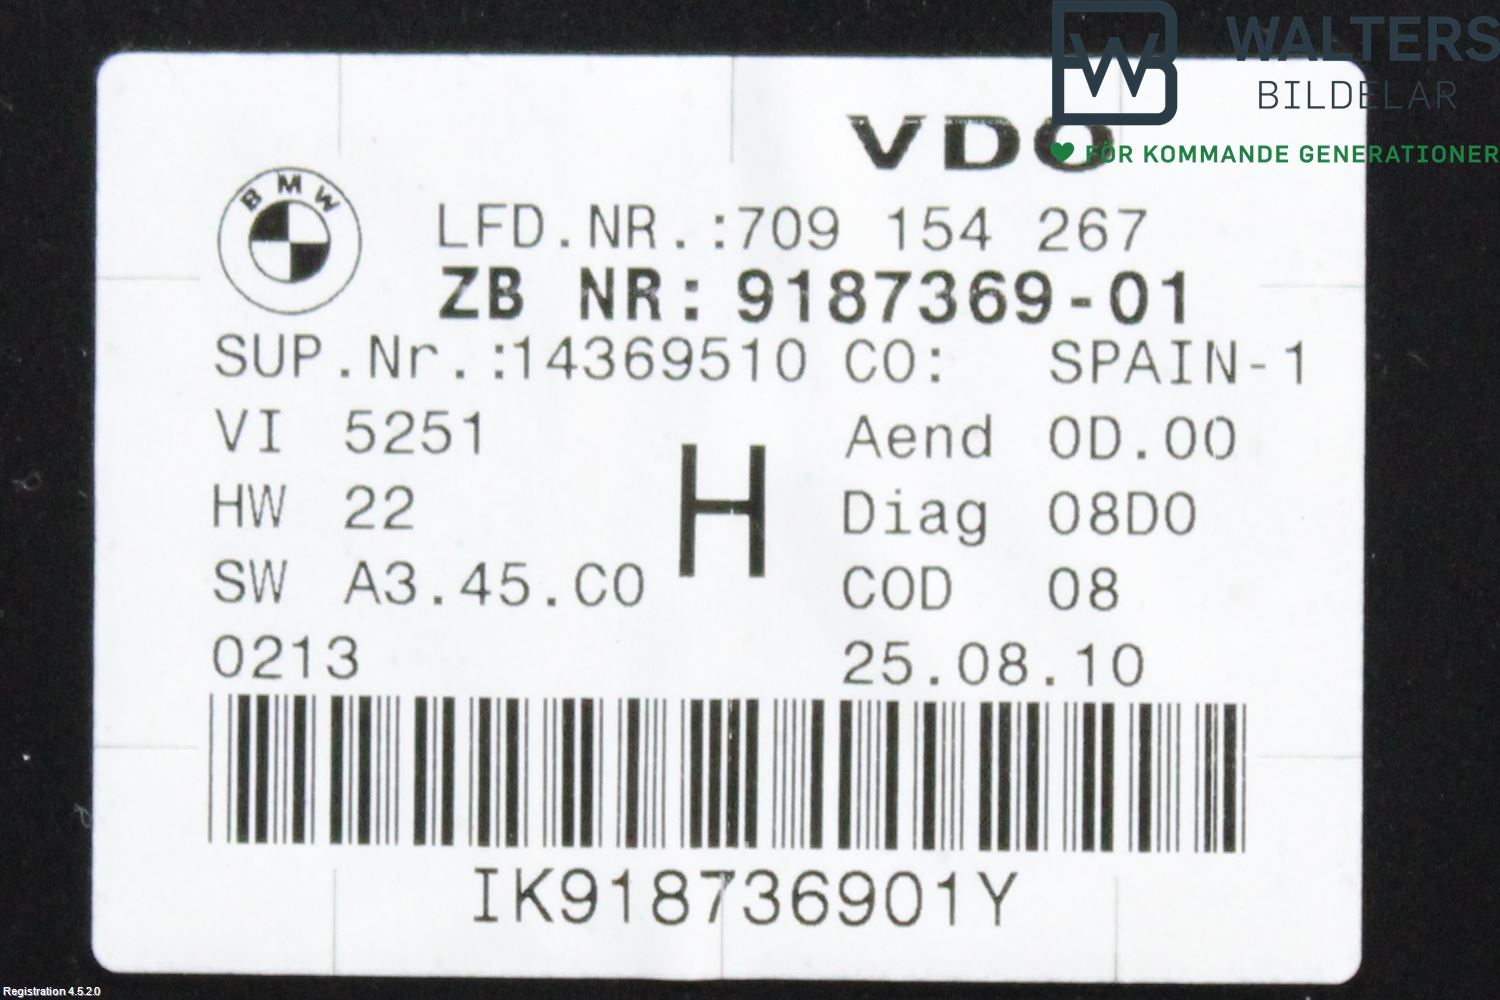 WALTERS
BILDELAR
FÖR KOMMANDE GENERATIONER
VDO
BMW
LFD.NR.:709 154 267
ZB NR: 9187369-01
SUP.Nr.:14369510 CO: SPAIN-1
VI 5251 Aend 0D.00
H
HW 22 Diag 08D0
SW A3.45.C0 COD 08
0213 25.08.10
IK918736901Y
Registration 4.5.2.0